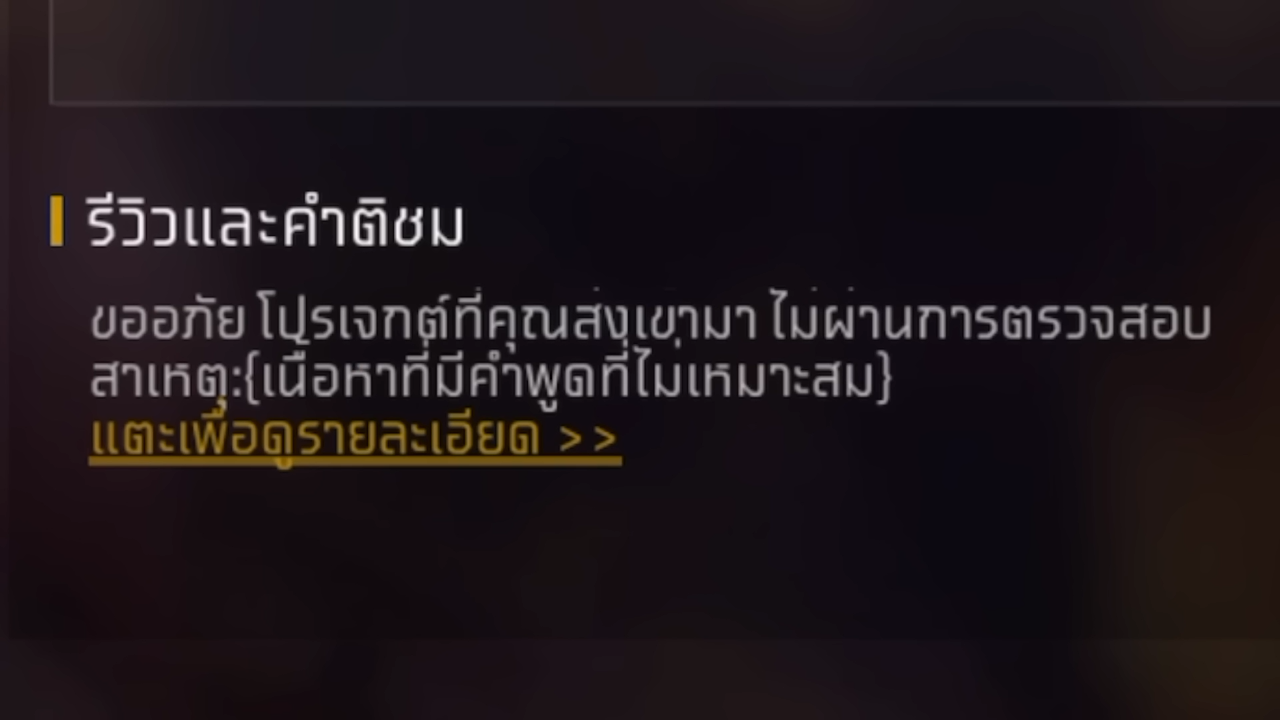 รีวิวและคำติชม
ขออภัย โปรเจกต์ที่คุณส่งเข้ามา ไม่ผ่านการตรวจสอบ
สาเหตุ:{เนื้อหาที่มีคำพูดที่ไม่เหมาะสม}
แตะเพื่อดูรายละเอียด >>